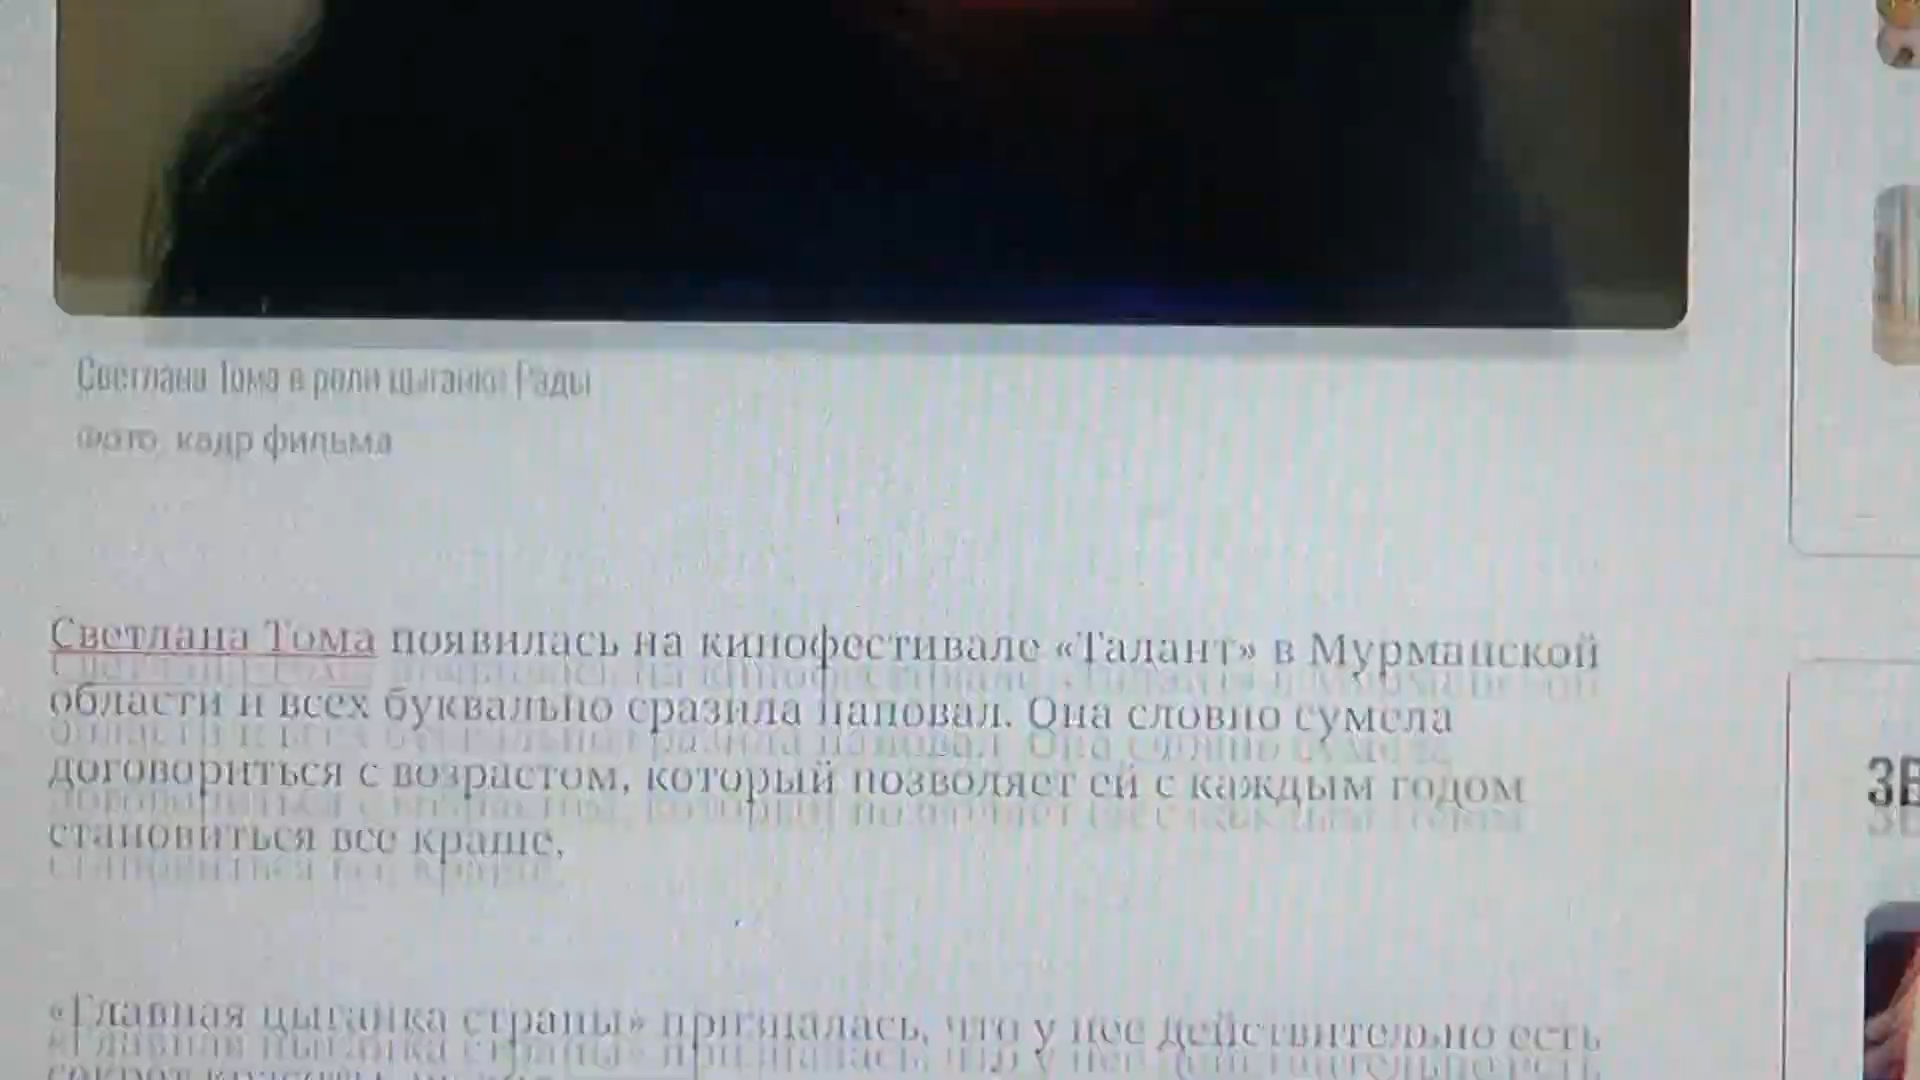 Светлана Тома в роли цыганки Рады
Фото: кадр фильма
Светлана Тома появилась на кинофестивале «Талант» в Мурманской
области и всех буквально сразила наповал. Она словно сумела
договориться с возрастом, который позволяет ей с каждым годом
становиться все краше,
ЗВ
«Главная цыганка страны» призналась, что у нее действительно есть